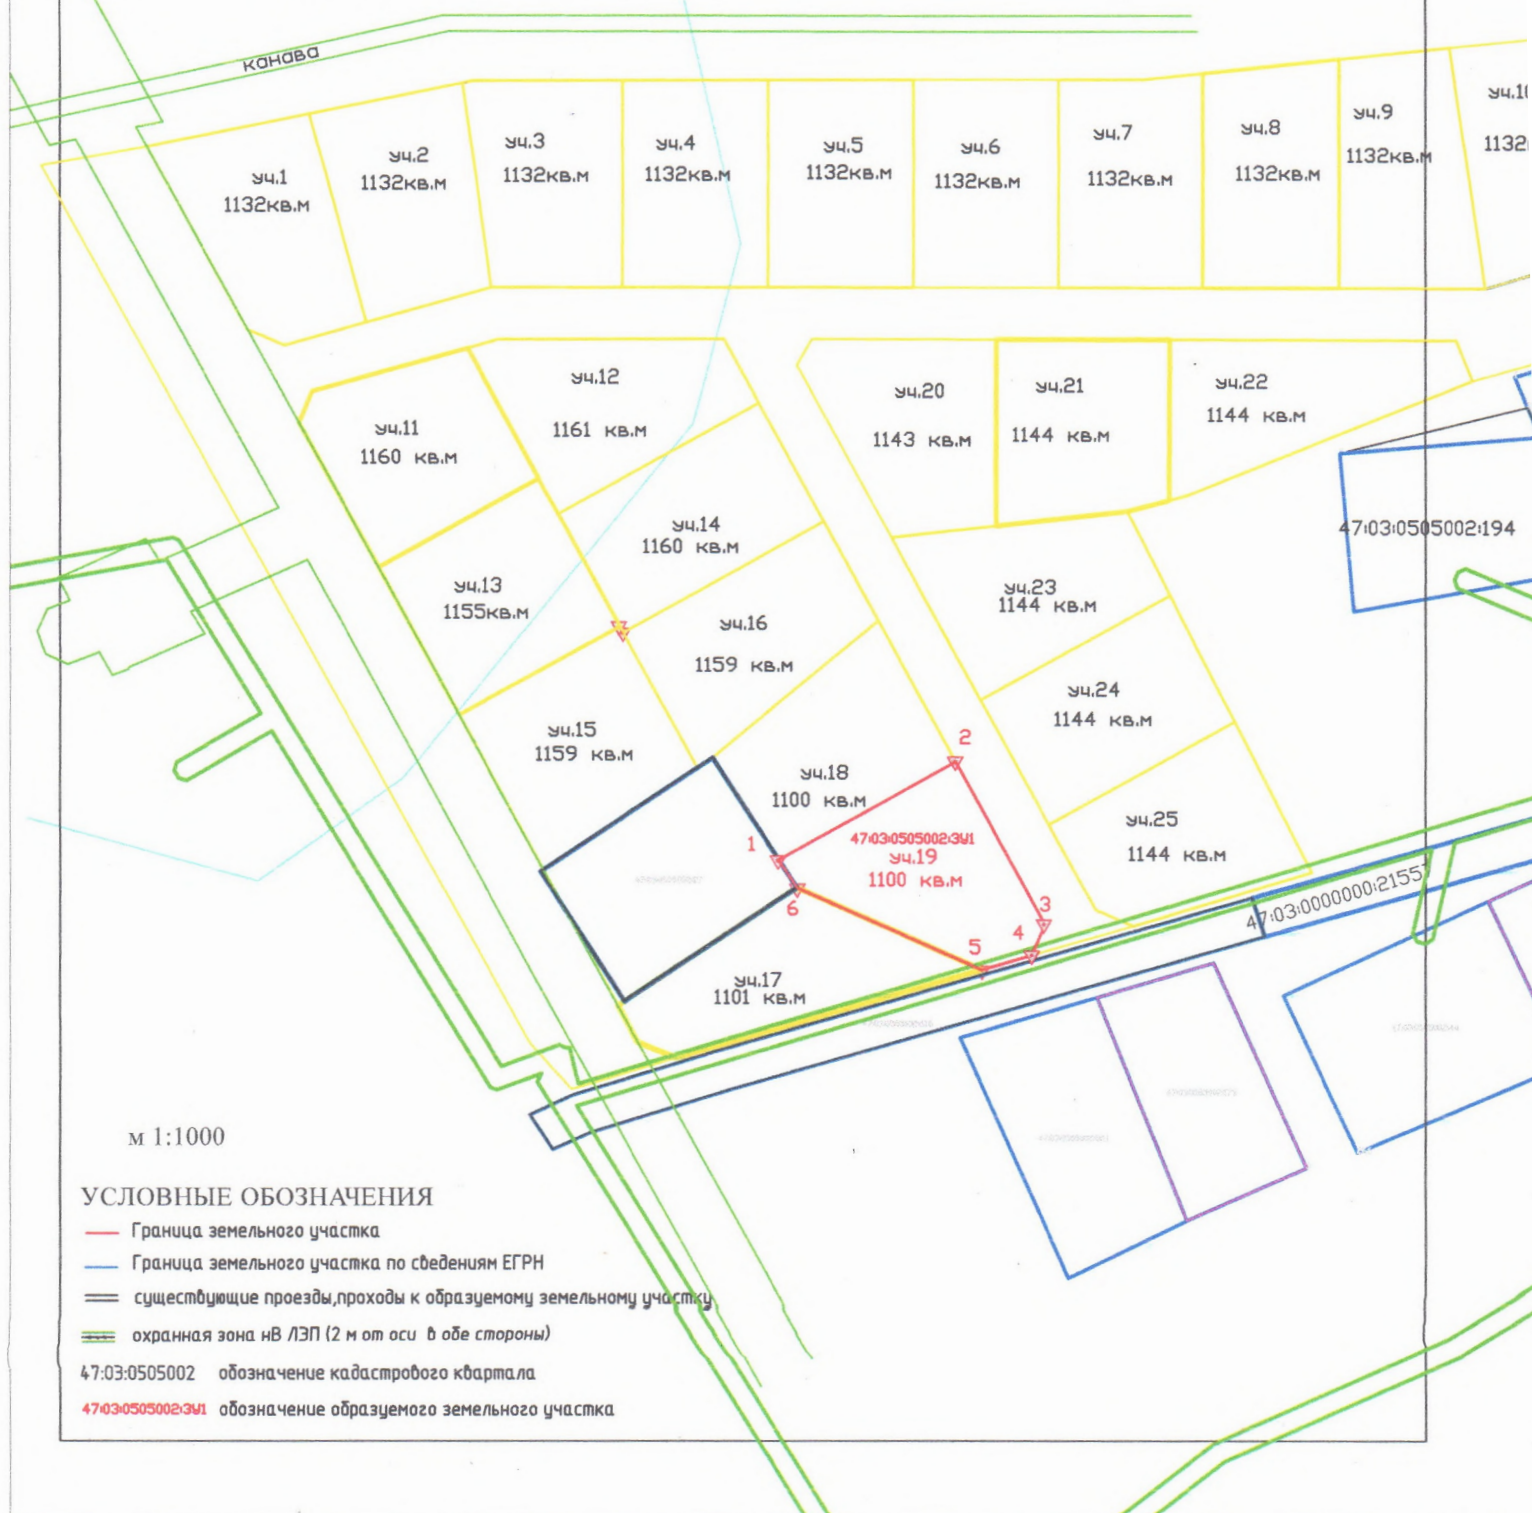 канава
уч.1
1132кв.м
уч.2
1132кв.м
уч.3
1132кв.м
уч.4
1132кв.м
уч.5
1132кв.м
уч.6
1132кв.м
уч.7
1132кв.м
уч.8
1132кв.м
уч.9
1132кв.м
уч.10
1132
уч.11
1160 кв.м
уч.12
1161 кв.м
уч.20
1143 кв.м
уч.21
1144 кв.м
уч.22
1144 кв.м
уч.13
1155кв.м
уч.14
1160 кв.м
47:03:0505002:194
уч.23
1144 кв.м
уч.16
1159 кв.м
уч.24
1144 кв.м
уч.15
1159 кв.м
2
уч.18
1100 кв.м
1
47:03:0505002:ЗУ1
уч.19
1100 кв.м
уч.25
1144 кв.м
6
3
4
5
47:03:0000000:21557
уч.17
1101 кв.м
м 1:1000
УСЛОВНЫЕ ОБОЗНАЧЕНИЯ
Граница земельного участка
Граница земельного участка по сведениям ЕГРН
существующие проезды,проходы к образуемому земельному участку
охранная зона нВ ЛЭП (2 м от оси в обе стороны)
47:03:0505002 обозначение кадастрового квартала
47:03:0505002:ЗУ1 обозначение образуемого земельного участка